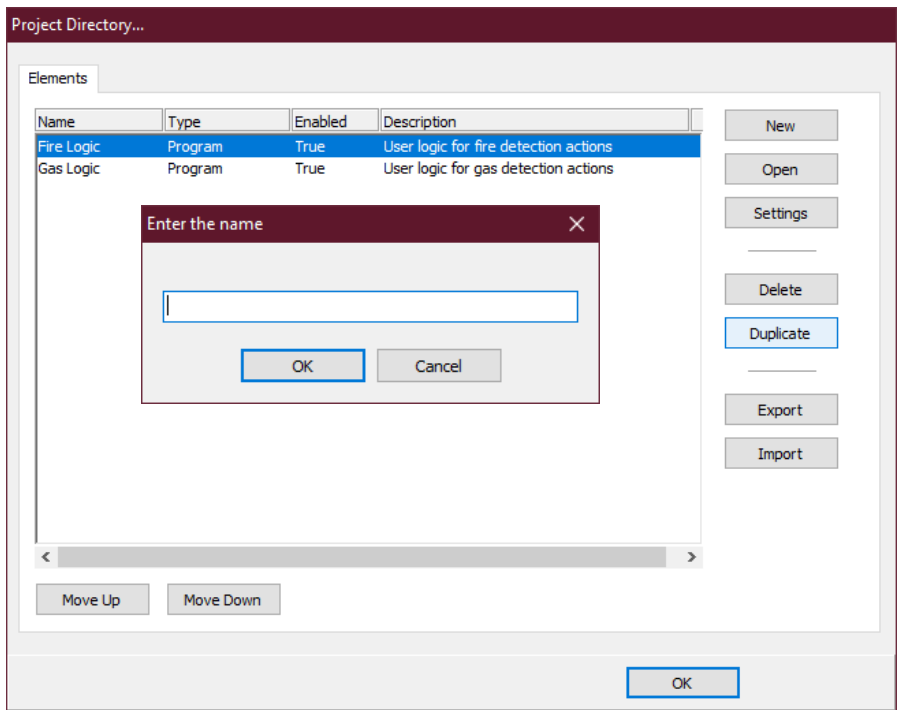 Project Directory...
Elements
Name Type Enabled Description
Fire Logic Program True User logic for fire detection actions
Gas Logic Program True User logic for gas detection actions
Enter the name
OK Cancel
New
Open
Settings
Delete
Duplicate
Export
Import
Move Up Move Down
OK